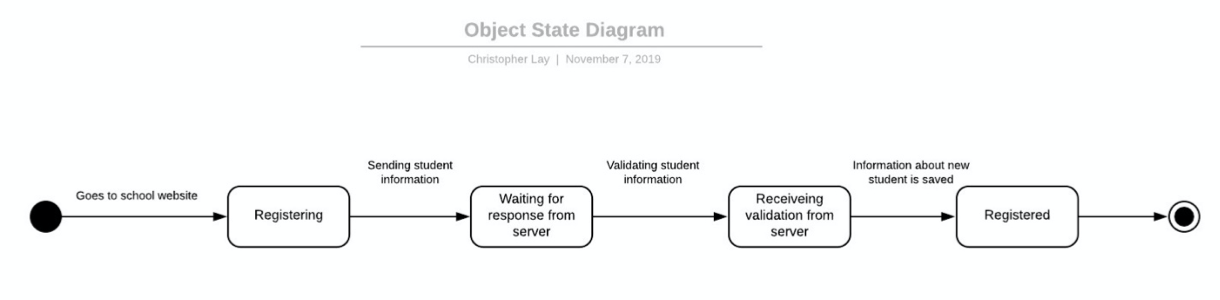 Object State Diagram
Christopher Lay | November 7, 2019
Goes to school website
Registering
Sending student
information
Waiting for
response from
server
Validating student
information
Receiveing
validation from
server
Information about new
student is saved
Registered